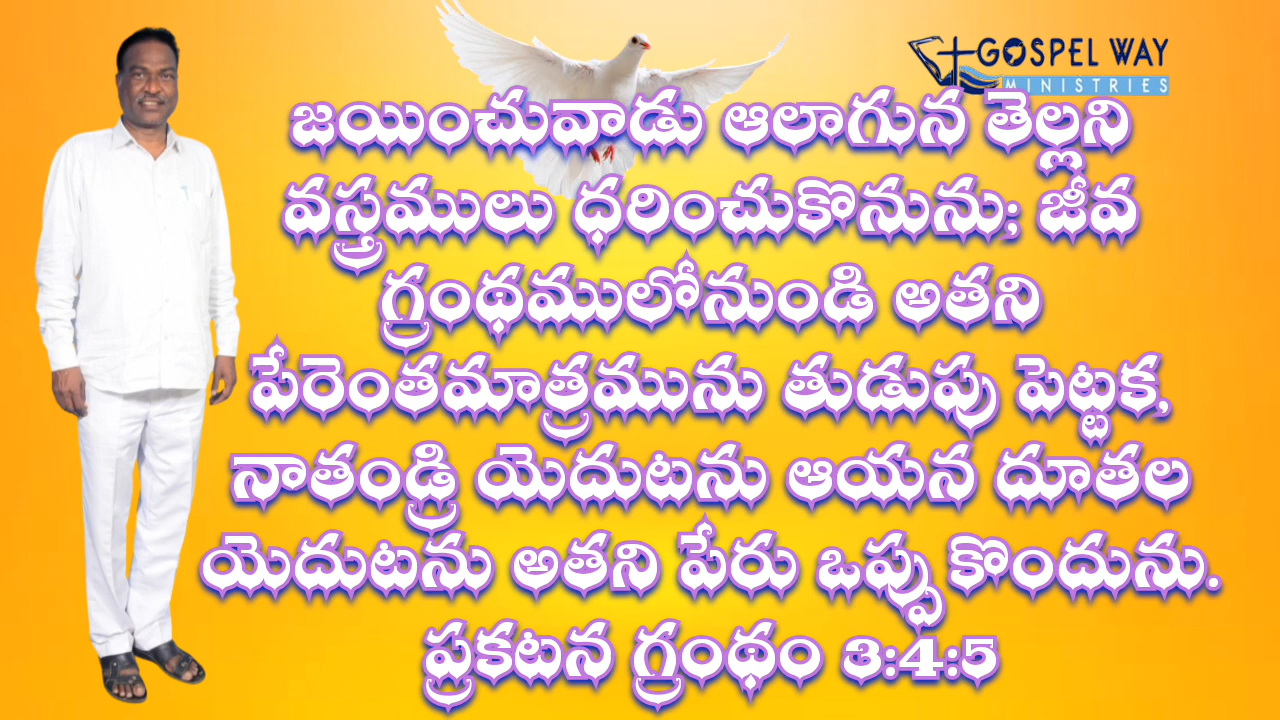 GOSPEL WAY
MINISTRIES
జయించువాడు ఆలాగున తెల్లని
వస్త్రములు ధరించుకొనును; జీవ
గ్రంథములోనుండి అతని
పేరెంతమాత్రమును తుడుపు పెట్టక,
నాతండ్రి యెదుటను ఆయన దూతల
యెదుటను అతని పేరు ఒప్పు కొందును.
ప్రకటన గ్రంథం 3:4:5